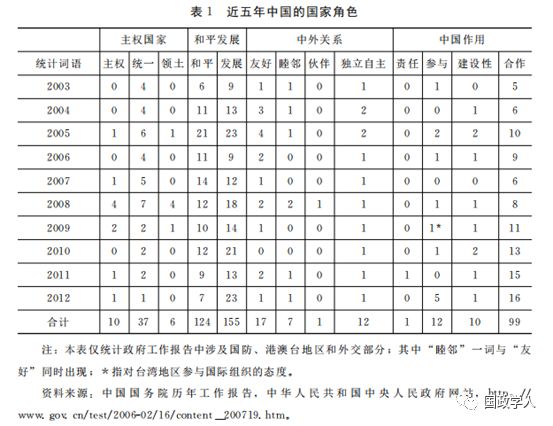 表 1 近五年中国的国家角色
主权国家 和平发展 中外关系 中国作用
统计词语 主权 统一 领土 和平 发展 友好 睦邻 伙伴 独立自主 责任 参与 建设性 合作
2003 0 4 0 6 9 1 1 0 1 0 1 0 5
2004 0 4 0 11 13 3 1 0 2 0 0 1 6
2005 1 6 1 21 23 4 1 0 2 0 2 2 10
2006 0 4 0 11 9 2 0 0 1 0 1 1 9
2007 1 5 0 14 12 1 0 0 1 0 0 0 6
2008 4 7 4 12 18 2 2 1 1 0 1 1 8
2009 2 2 1 10 14 1 0 0 1 0 1* 1 11
2010 0 2 0 12 21 0 0 0 1 0 1 2 13
2011 1 2 0 9 13 1 1 0 1 1 0 1 15
2012 1 1 0 7 23 1 1 0 1 0 5 1 16
合计 10 37 6 124 155 17 7 1 12 1 12 10 99
注：本表仅统计政府工作报告中涉及国防、港澳台地区和外交部分；其中“睦邻”一词与“友
好”同时出现；*指对台湾地区参与国际组织的态度。
资料来源：中国国务院历年工作报告，中华人民共和国中央人民政府网站，http://
www.gov.cn/test/2006-02/16/content_200719.htm。
国政学人